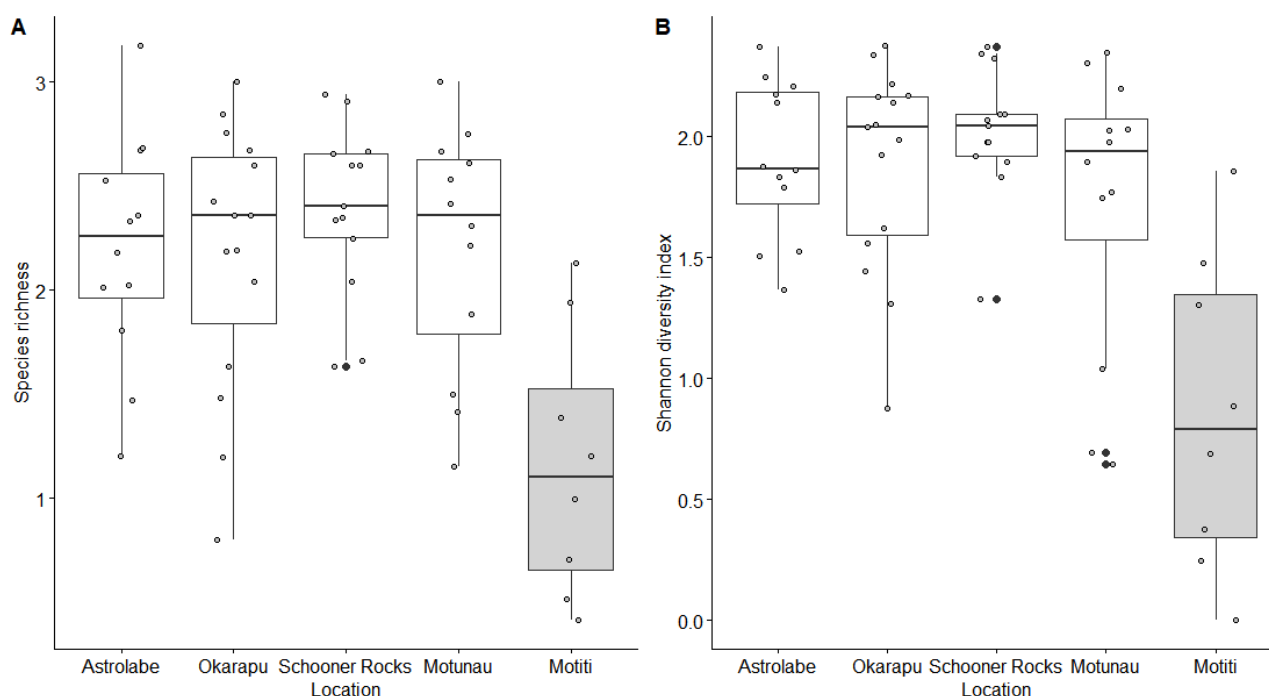 A
Species richness
3
2
1
Astrolabe Okarapu Schooner Rocks Motunau Motiti
Location
B
Shannon diversity index
2.0
1.5
1.0
0.5
0.0
Astrolabe Okarapu Schooner Rocks Motunau Motiti
Location